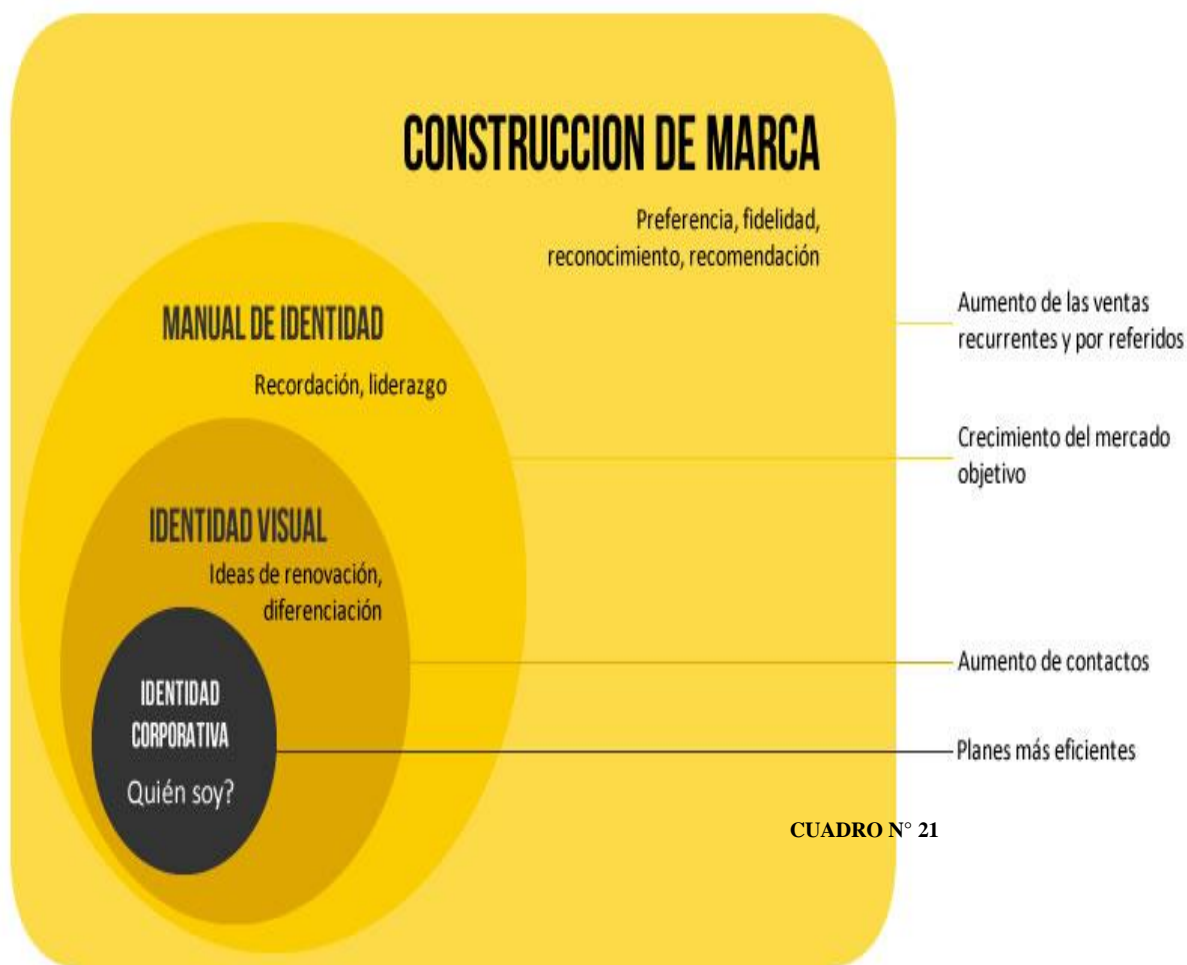 CONSTRUCCION DE MARCA
Preferencia, fidelidad,
reconocimiento, recomendación
MANUAL DE IDENTIDAD
Recordación, liderazgo
IDENTIDAD VISUAL
Ideas de renovación,
diferenciación
IDENTIDAD
CORPORATIVA
Quién soy?
Aumento de las ventas
recurrentes y por referidos
Crecimiento del mercado
objetivo
Aumento de contactos
Planes más eficientes
CUADRO N° 21